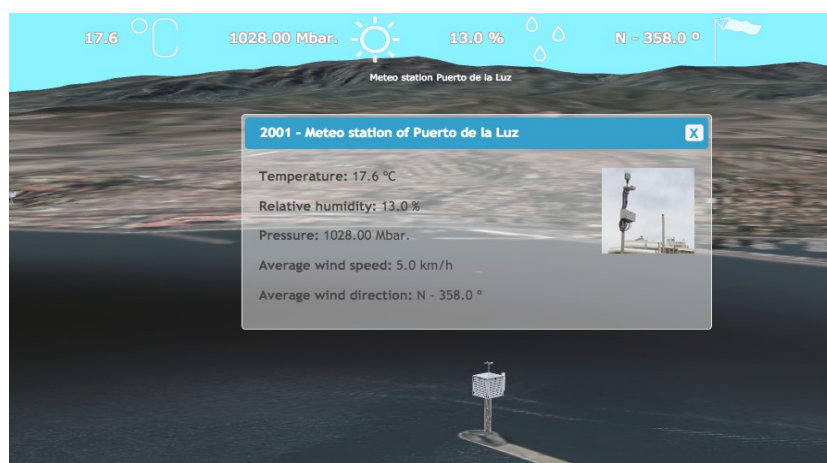 17.6 °C 1028.00 Mbar. 13.0 % N - 358.0 º
Meteo station Puerto de la Luz
2001 - Meteo station of Puerto de la Luz X
Temperature: 17.6 ºC
Relative humidity: 13.0 %
Pressure: 1028.00 Mbar.
Average wind speed: 5.0 km/h
Average wind direction: N - 358.0 º